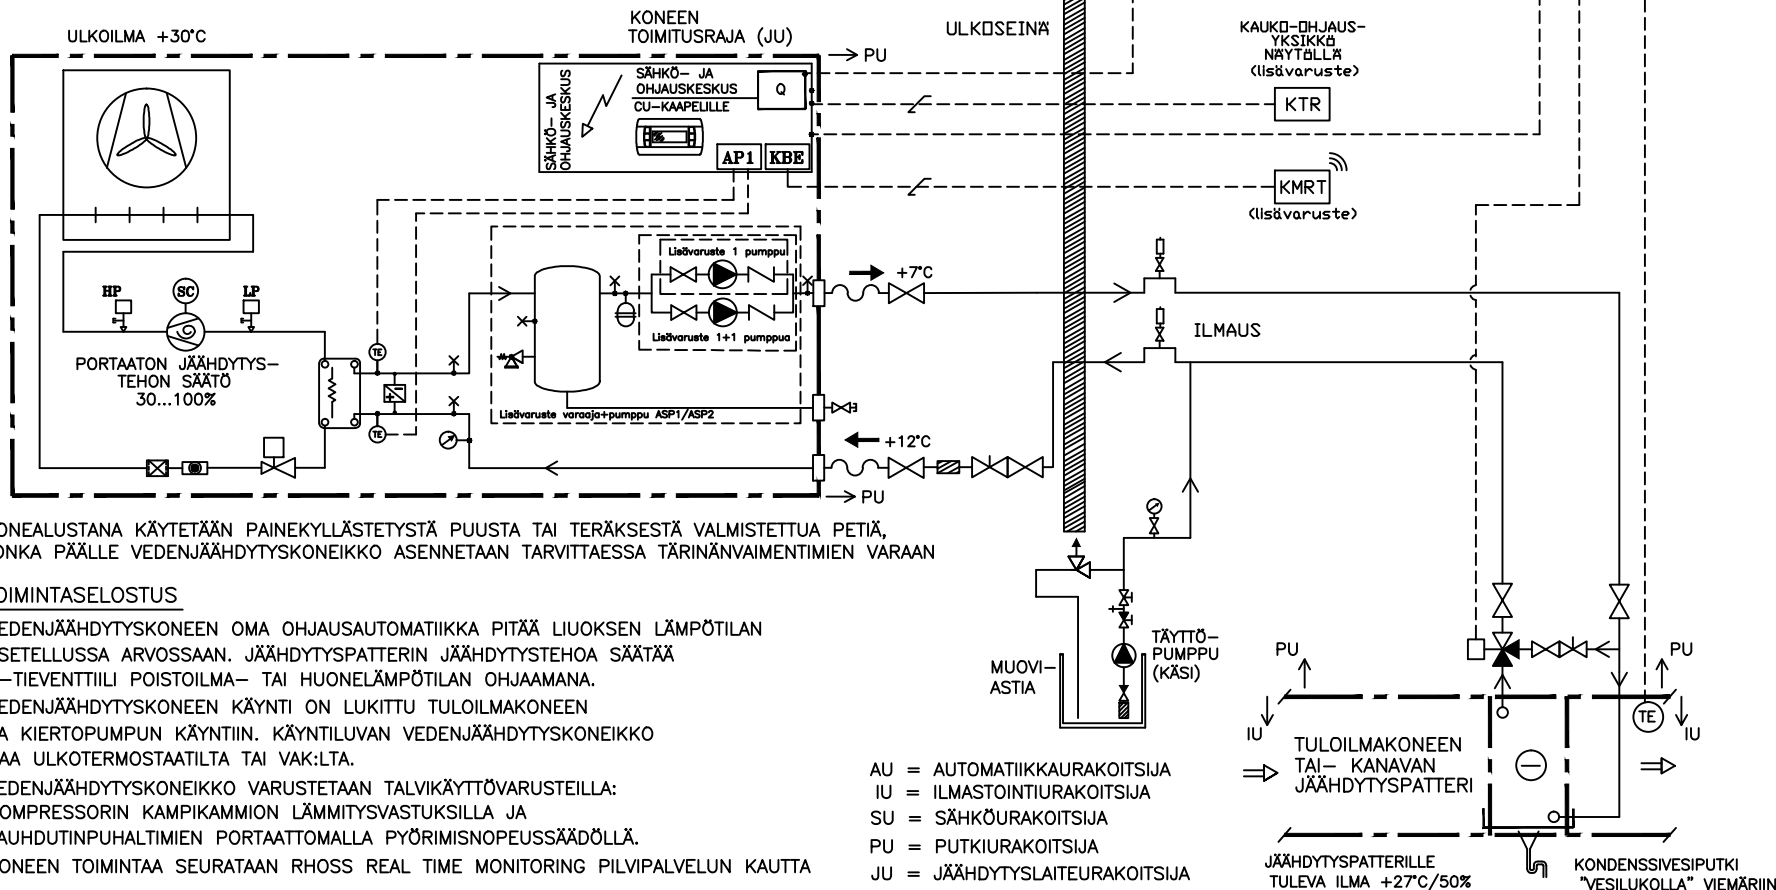 ULKOILMA +30°C
KONEEN
TOIMITUSRAJA (JU)
PU
ULKOSEINÄ
KAUKO-OHJAUS-
YKSIKKÖ
NÄYTÖLLÄ
(lisävaruste)
KTR
KMRT
(lisävaruste)
SÄHKÖ- JA
OHJAUSKESKUS
SÄHKÖ- JA
OHJAUSKESKUS
CU-KAAPELILLE
Q
AP1
KBE
Lisävaruste 1 pumppu
Lisävaruste 1+1 pumppua
+7°C
HP
SC
LP
ILMAUS
PORTAATON JÄÄHDYTYS-
TEHON SÄÄTÖ
30...100%
TE
TE
Lisävaruste varaaja+pumppu ASP1/ASP2
+12°C
PU
ONEALUSTANA KÄYTETÄÄN PAINEKYLLÄSTETYSTÄ PUUSTA TAI TERÄKSESTÄ VALMISTETTUA PETIÄ,
ONKA PÄÄLLE VEDENJÄÄHDYTYSKONEIKKO ASENNETAAN TARVITTAESSA TÄRINÄNVAIMENTIMIEN VARAAN
OIMINTASELOSTUS
EDENJÄÄHDYTYSKONEEN OMA OHJAUSAUTOMATIIKKA PITÄÄ LIUOKSEN LÄMPÖTILAN
SETELLUSSA ARVOSSAAN. JÄÄHDYTYSPATTERIN JÄÄHDYTYSTEHOA SÄÄTÄÄ
-TIEVENTTIILI POISTOILMA- TAI HUONELÄMPÖTILAN OHJAAMANA.
EDENJÄÄHDYTYSKONEEN KÄYNTI ON LUKITTU TULOILMAKONEEN
A KIERTOPUMPUN KÄYNTIIN. KÄYNTILUVAN VEDENJÄÄHDYTYSKONEIKKO
AA ULKOTERMOSTAATILTA TAI VAK:LTA.
EDENJÄÄHDYTYSKONEIKKO VARUSTETAAN TALVIKÄYTTÖVARUSTEILLA:
OMPRESSORIN KAMPIKAMMION LÄMMITYSVASTUKSILLA JA
AUHDUTINPUHALTIMIEN PORTAATTOMALLA PYÖRIMISNOPEUSSÄÄDÖLLÄ.
ONEEN TOIMINTAA SEURATAAN RHOSS REAL TIME MONITORING PILVIPALVELUN KAUTTA
MUOVI-
ASTIA
TÄYTTÖ-
PUMPPU
(KÄSI)
AU = AUTOMATIIKKAURAKOITSIJA
IU = ILMASTOINTIURAKOITSIJA
SU = SÄHKÖURAKOITSIJA
PU = PUTKIURAKOITSIJA
JU = JÄÄHDYTYSLAITEURAKOITSIJA
PU
PU
IU
TE
IU
TULOILMAKONEEN
TAI- KANAVAN
JÄÄHDYTYSPATTERI
JÄÄHDYTYSPATTERILLE
TULEVA ILMA +27°C/50%
KONDENSSIVESIPUTKI
"VESILUKOLLA" VIEMÄRIIN